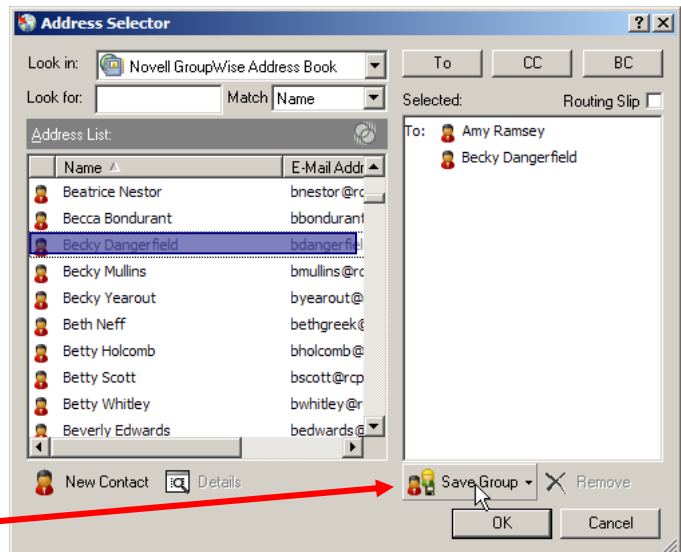 Address Selector
Look in: Novell GroupWise Address Book
To CC BC
Look for: Match Name
Selected: Routing Slip
Address List:
To: Amy Ramsey
Becky Dangerfield
Name E-Mail Addr
Beatrice Nestor bnestor@rc
Becca Bondurant bbondurant
Becky Dangerfield bdangerfiel
Becky Mullins bmullins@rc
Becky Yearout byearout@
Beth Neff bethgreek@
Betty Holcomb bholcomb@
Betty Scott bscott@rcp
Betty Whitley bwhitley@r
Beverly Edwards bedwards@
New Contact Details
Save Group Remove
OK Cancel